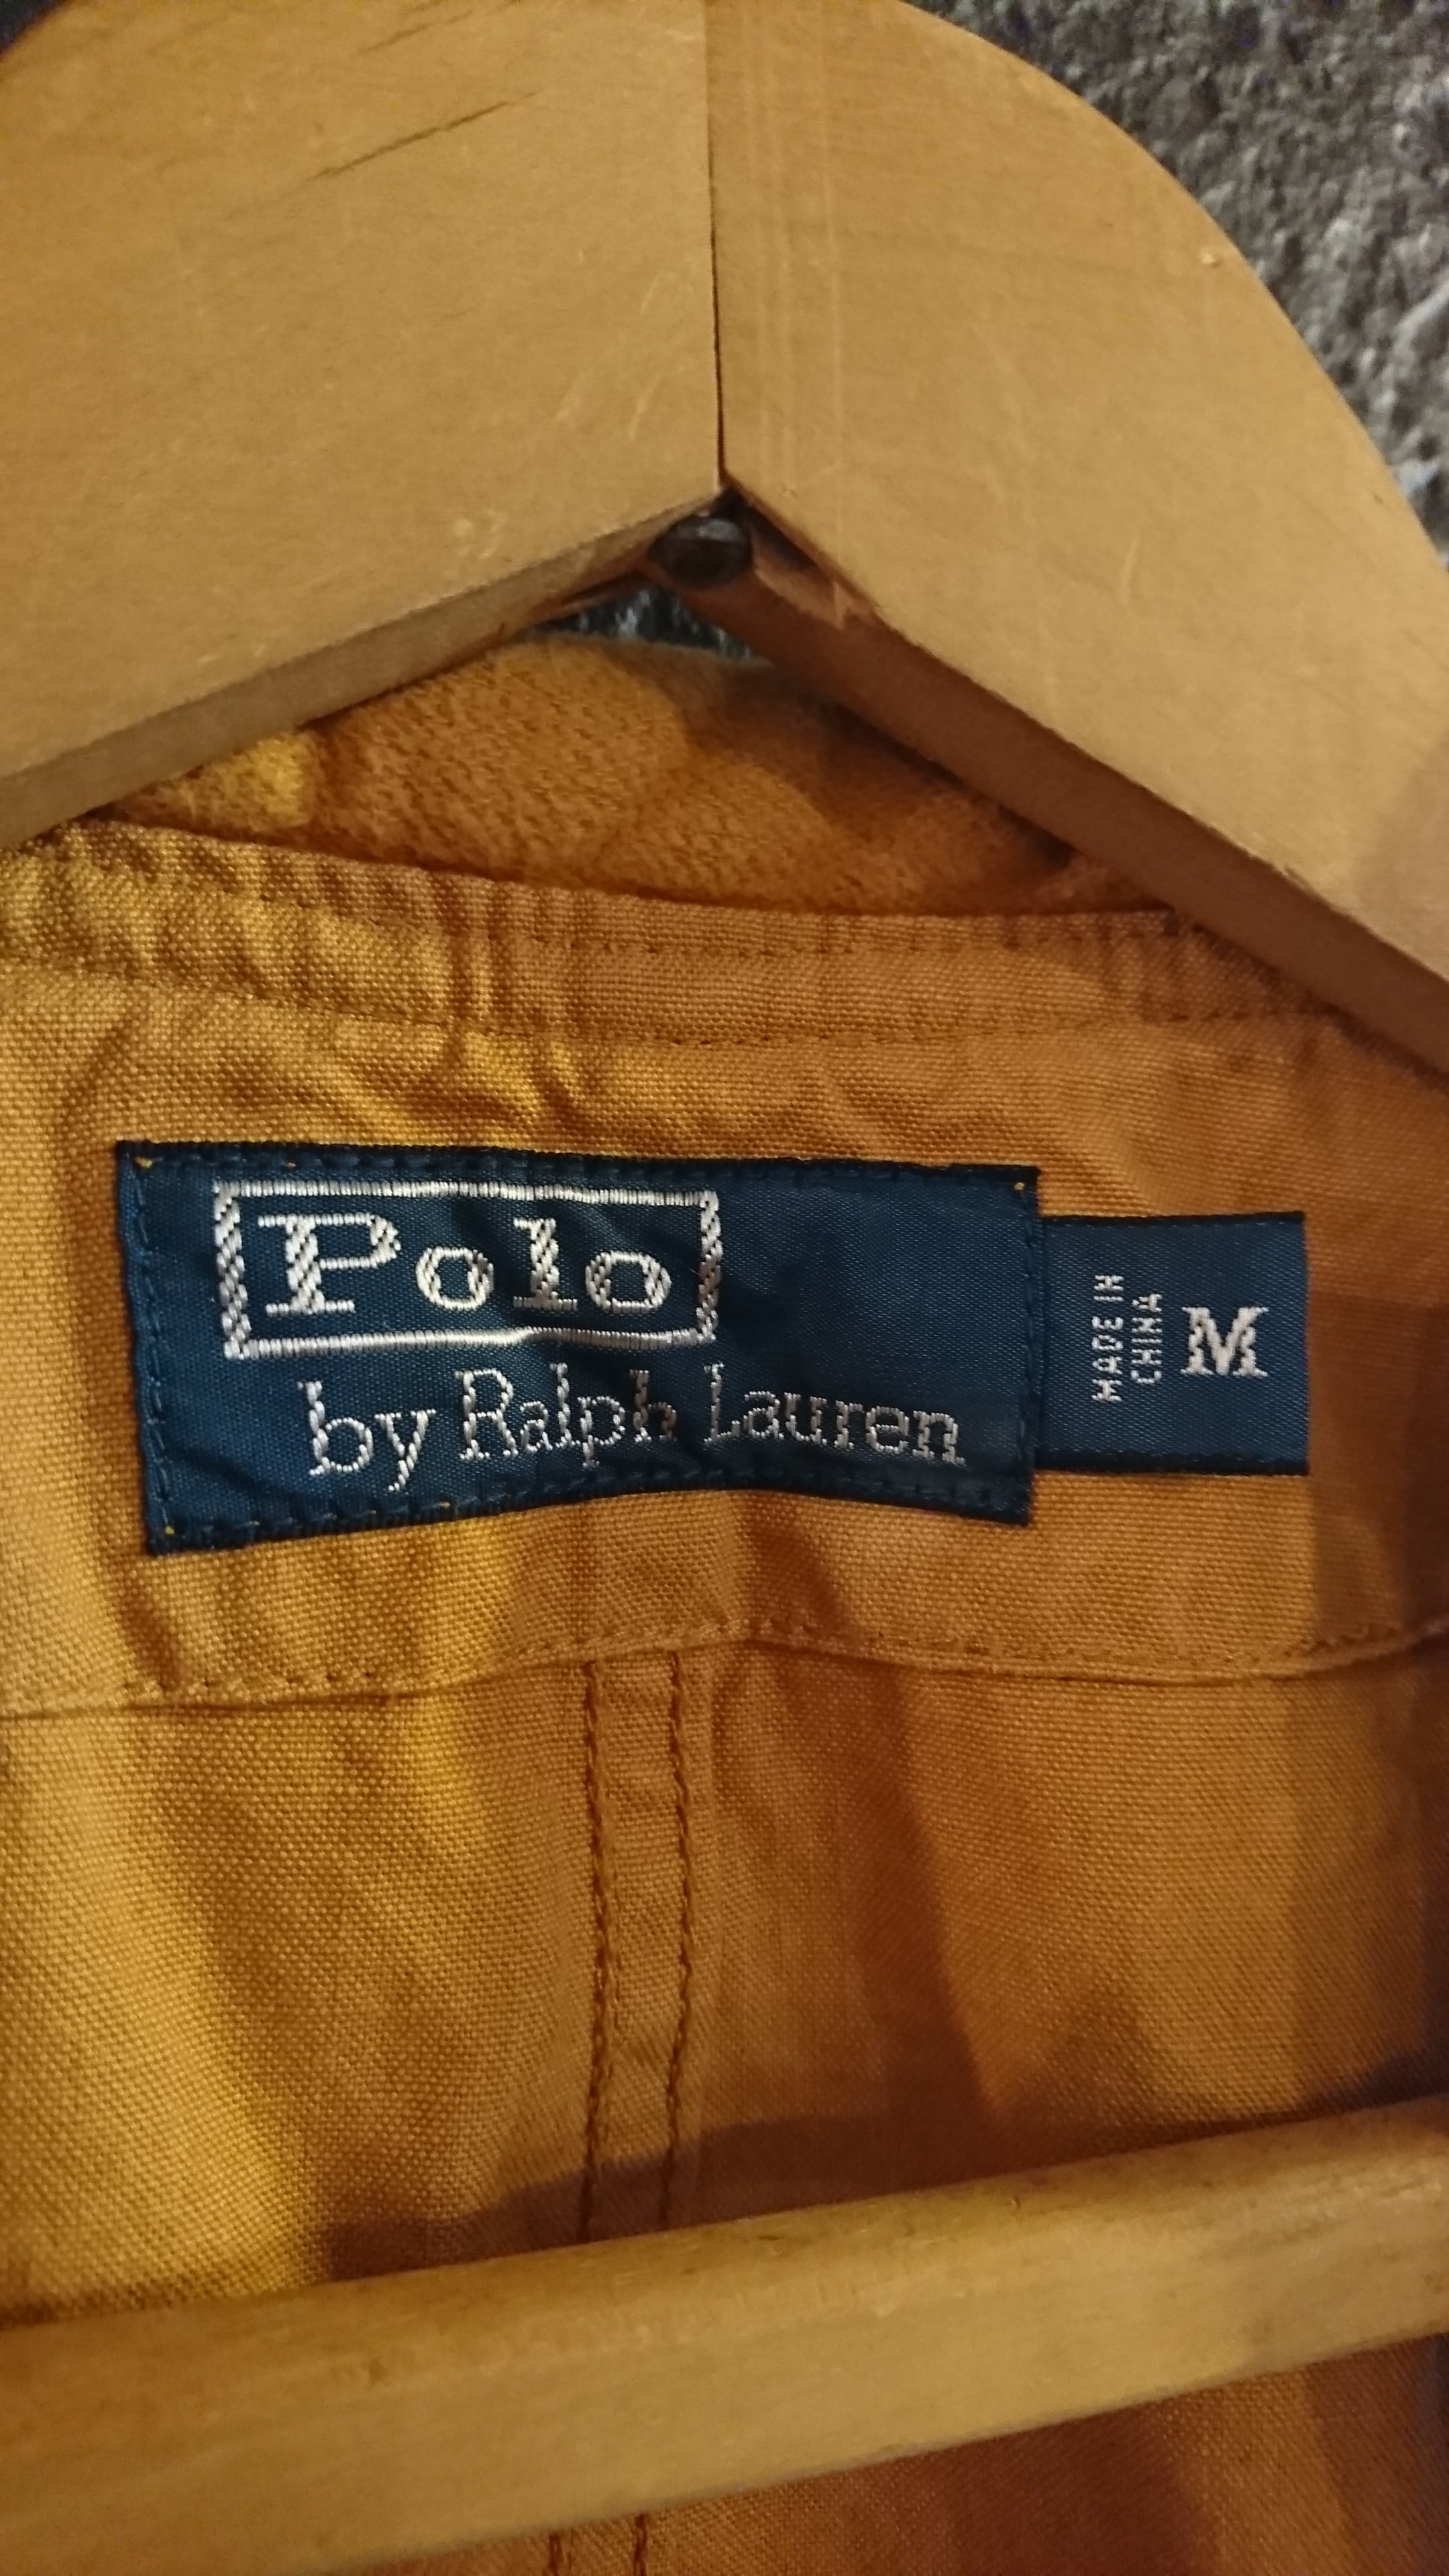 Polo
by Ralph Lauren
MADE IN
CHINA
M